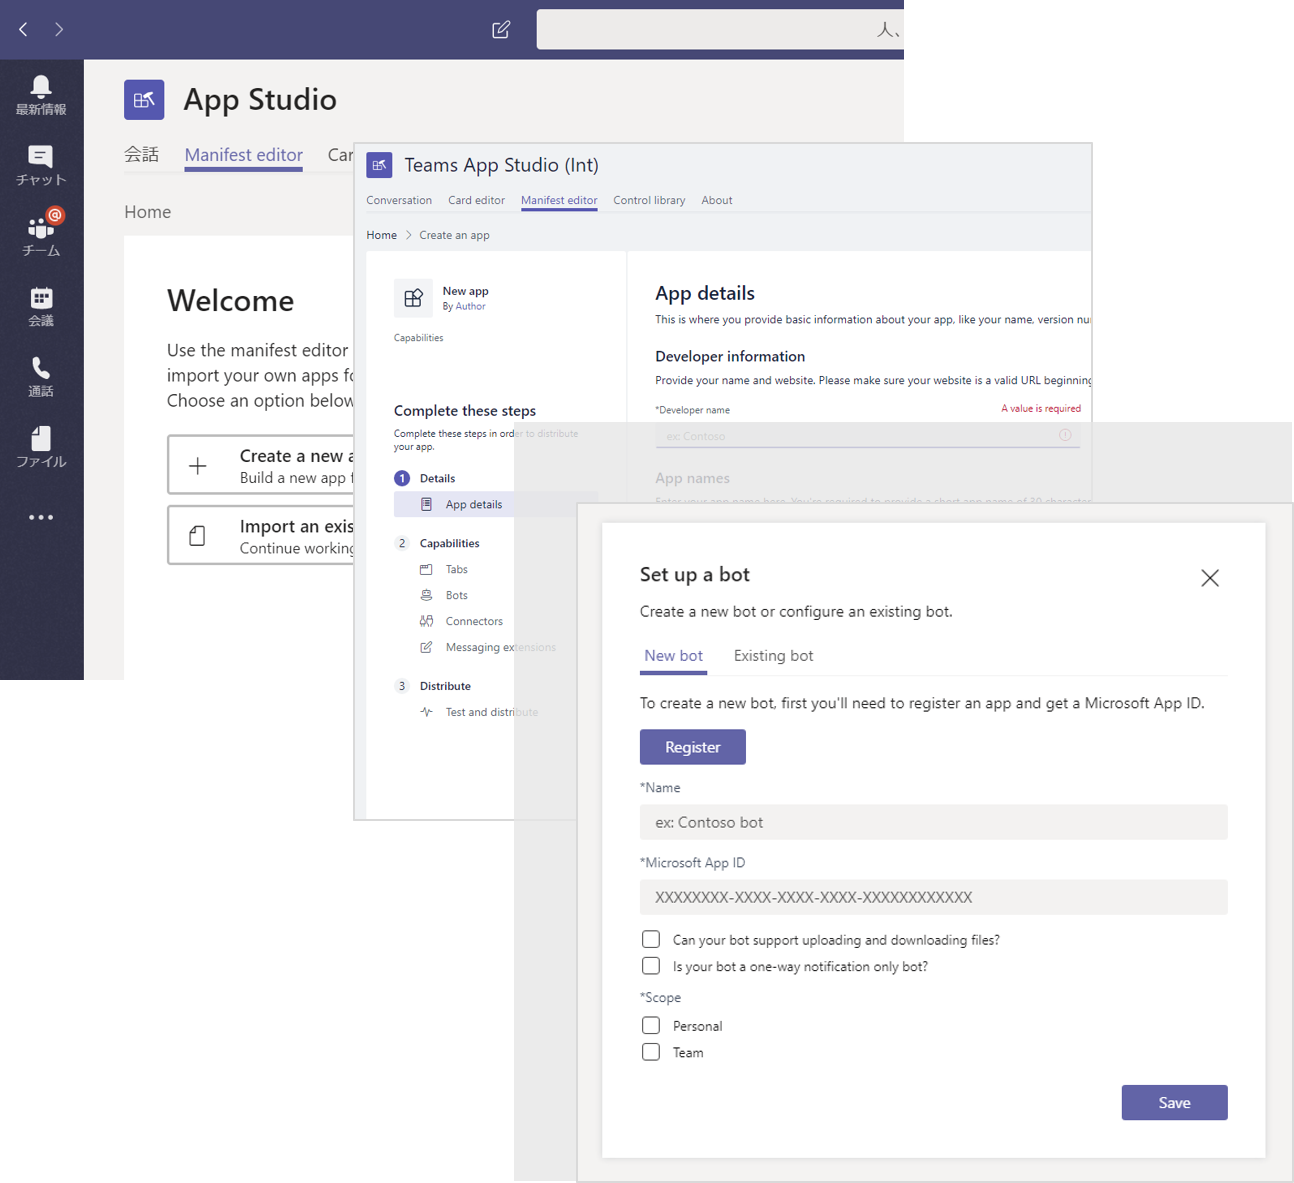 人、
最新情報
チャット
@
チーム
会議
通話
ファイル
App Studio
会話 Manifest editor Car
Home
Welcome
Use the manifest editor
import your own apps fo
Choose an option below
Create a new a
Build a new app f
Import an exis
Continue working
Teams App Studio (Int)
Conversation Card editor Manifest editor Control library About
Home > Create an app
New app
By Author
Capabilities
Complete these steps
Complete these steps in order to distribute
your app.
1 Details
App details
2 Capabilities
Tabs
Bots
Connectors
Messaging extensions
3 Distribute
Test and distribute
App details
This is where you provide basic information about your app, like your name, version nu
Developer information
Provide your name and website. Please make sure your website is a valid URL beginning
*Developer name A value is required
ex: Contoso
App names
Enter your app name here. You're required to provide a short app name of 30 character
Set up a bot
Create a new bot or configure an existing bot.
New bot Existing bot
To create a new bot, first you'll need to register an app and get a Microsoft App ID.
Register
*Name
ex: Contoso bot
*Microsoft App ID
XXXXXXXX-XXXX-XXXX-XXXX-XXXXXXXXXXXX
Can your bot support uploading and downloading files?
Is your bot a one-way notification only bot?
*Scope
Personal
Team
Save